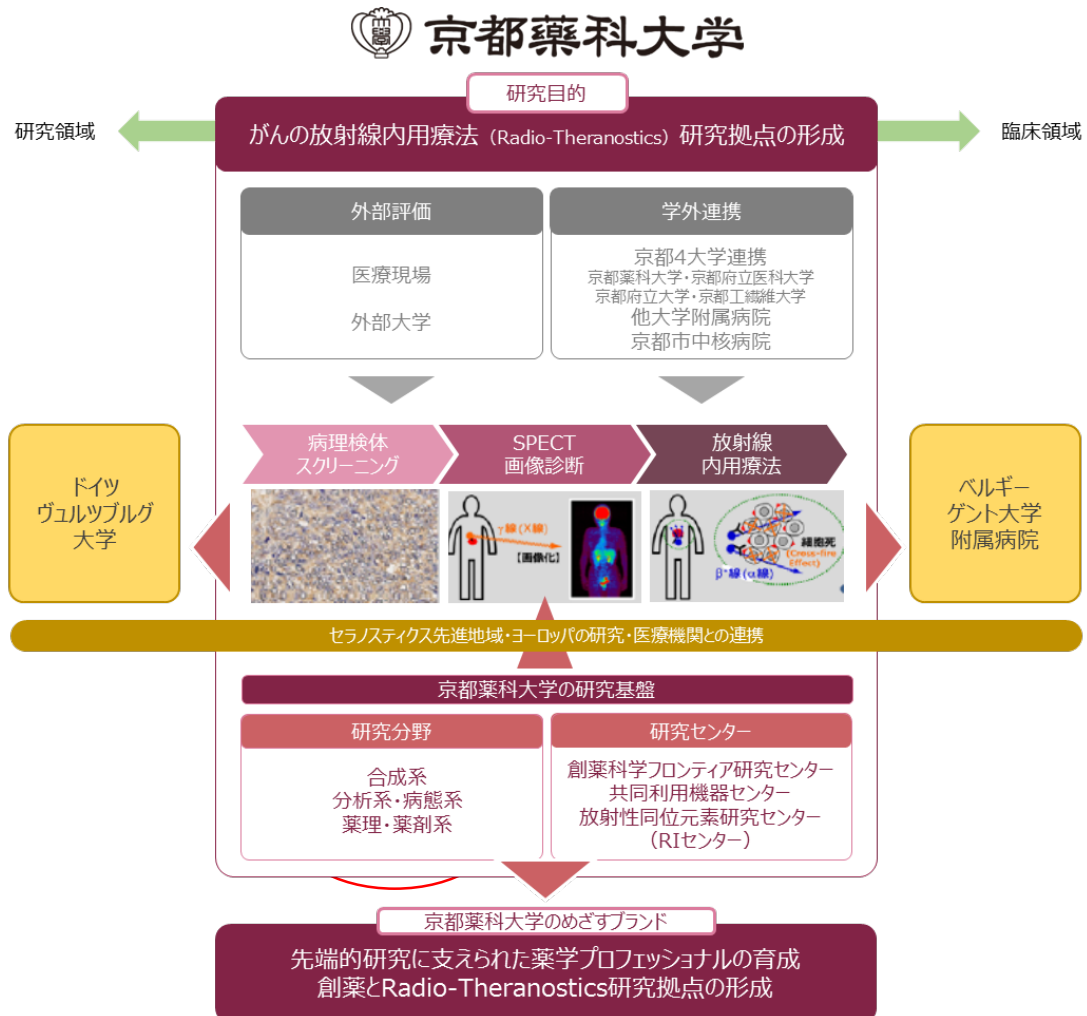 京都薬科大学
研究目的
研究領域
がんの放射線内用療法（Radio-Theranostics）研究拠点の形成
臨床領域
外部評価
医療現場
外部大学
学外連携
京都4大学連携
京都薬科大学・京都府立医科大学
京都府立大学・京都工繊維大学
他大学附属病院
京都市中核病院
病理検体
スクリーニング
SPECT
画像診断
放射線
内用療法
ドイツ
ヴュルツブルグ
大学
γ線(X線)
【画像化】
細胞死
(Cross-fire
Effect)
β-線(α線)
ベルギー
ゲント大学
附属病院
セラノスティクス先進地域・ヨーロッパの研究・医療機関との連携
京都薬科大学の研究基盤
研究分野
合成系
分析系・病態系
薬理・薬剤系
研究センター
創薬科学フロンティア研究センター
共同利用機器センター
放射性同位元素研究センター
（RIセンター）
京都薬科大学のめざすブランド
先端的研究に支えられた薬学プロフェッショナルの育成
創薬とRadio-Theranostics研究拠点の形成